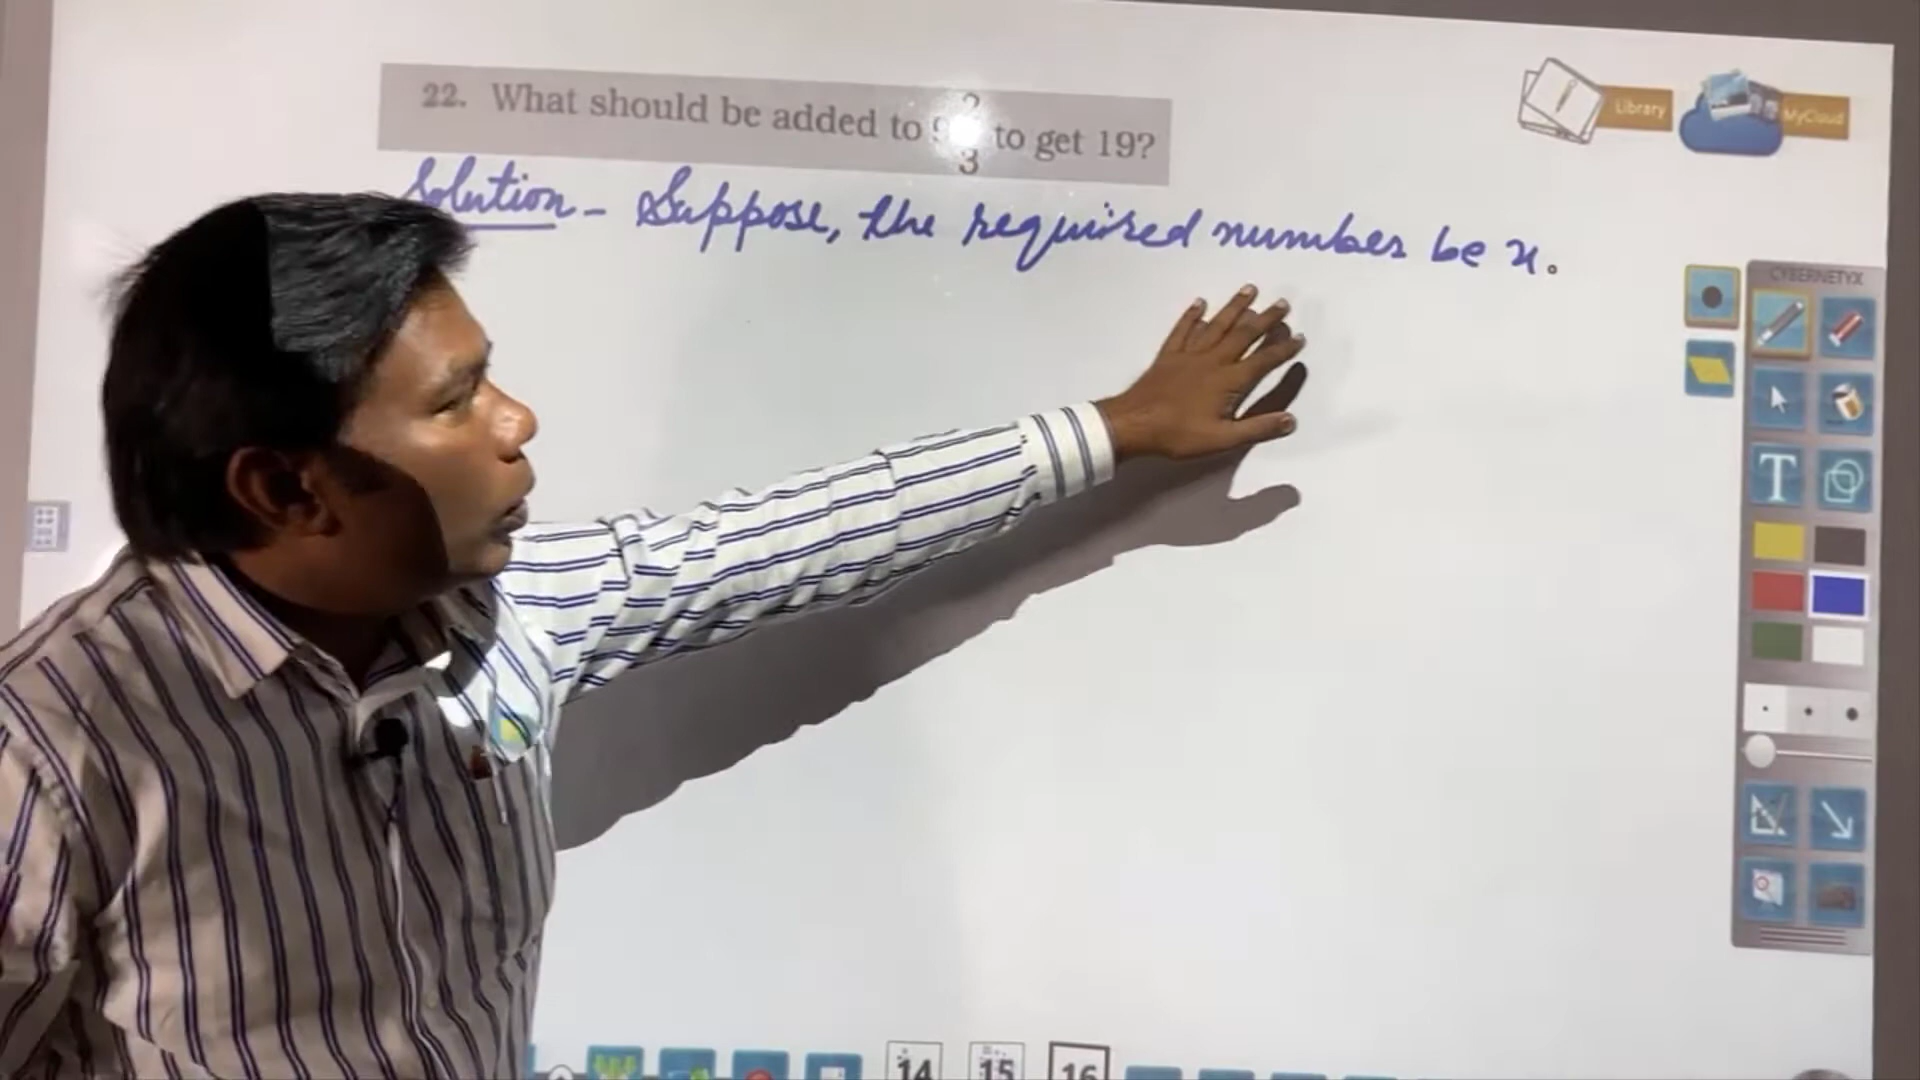 22. What should be added to 9 2/3 to get 19?
Solution - Suppose, the required number be x.
Library
MyCloud
CYBERNETYX
T
14
15
16